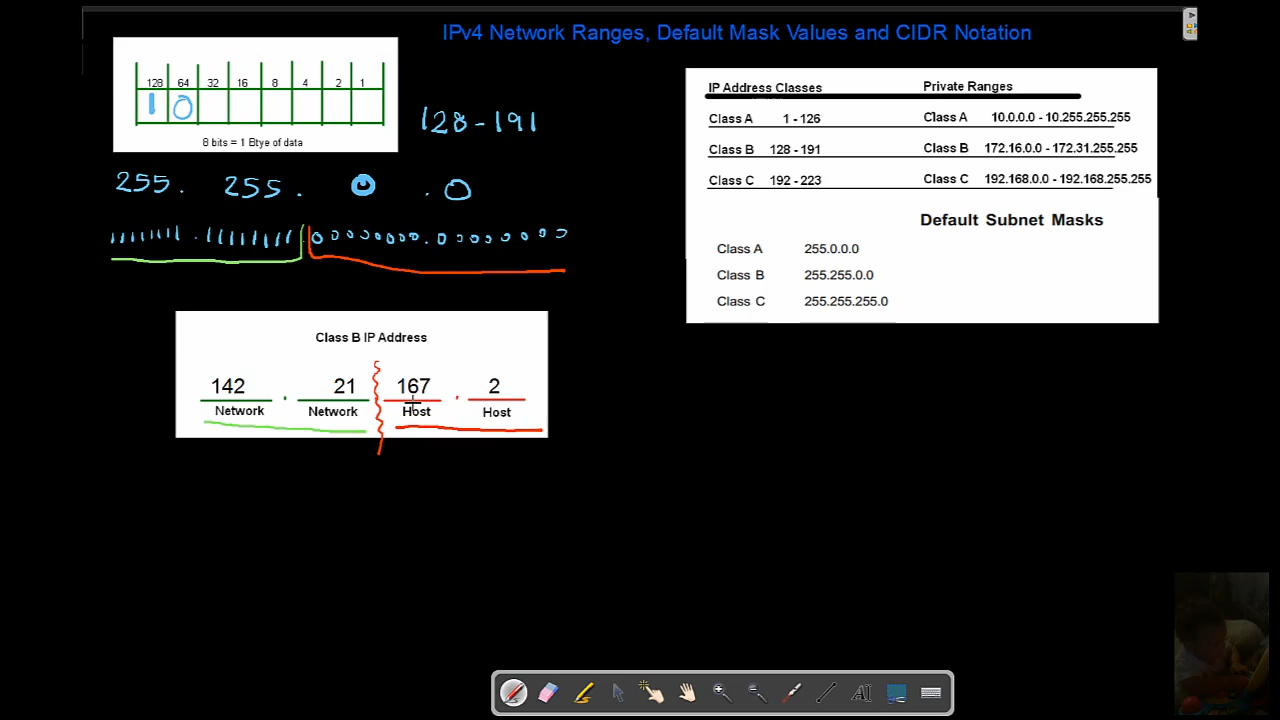 IPv4 Network Ranges, Default Mask Values and CIDR Notation
128 64 32 16 8 4 2 1
1 0
8 bits = 1 Btye of data
128 - 191
255. 255. 0 .0
11111111 . 11111111 . 00000000.00000000
Class B IP Address
142 . 21 167 . 2
Network Network Host Host
IP Address Classes Private Ranges
Class A 1 - 126 Class A 10.0.0.0 - 10.255.255.255
Class B 128 - 191 Class B 172.16.0.0 - 172.31.255.255
Class C 192 - 223 Class C 192.168.0.0 - 192.168.255.255
Default Subnet Masks
Class A 255.0.0.0
Class B 255.255.0.0
Class C 255.255.255.0